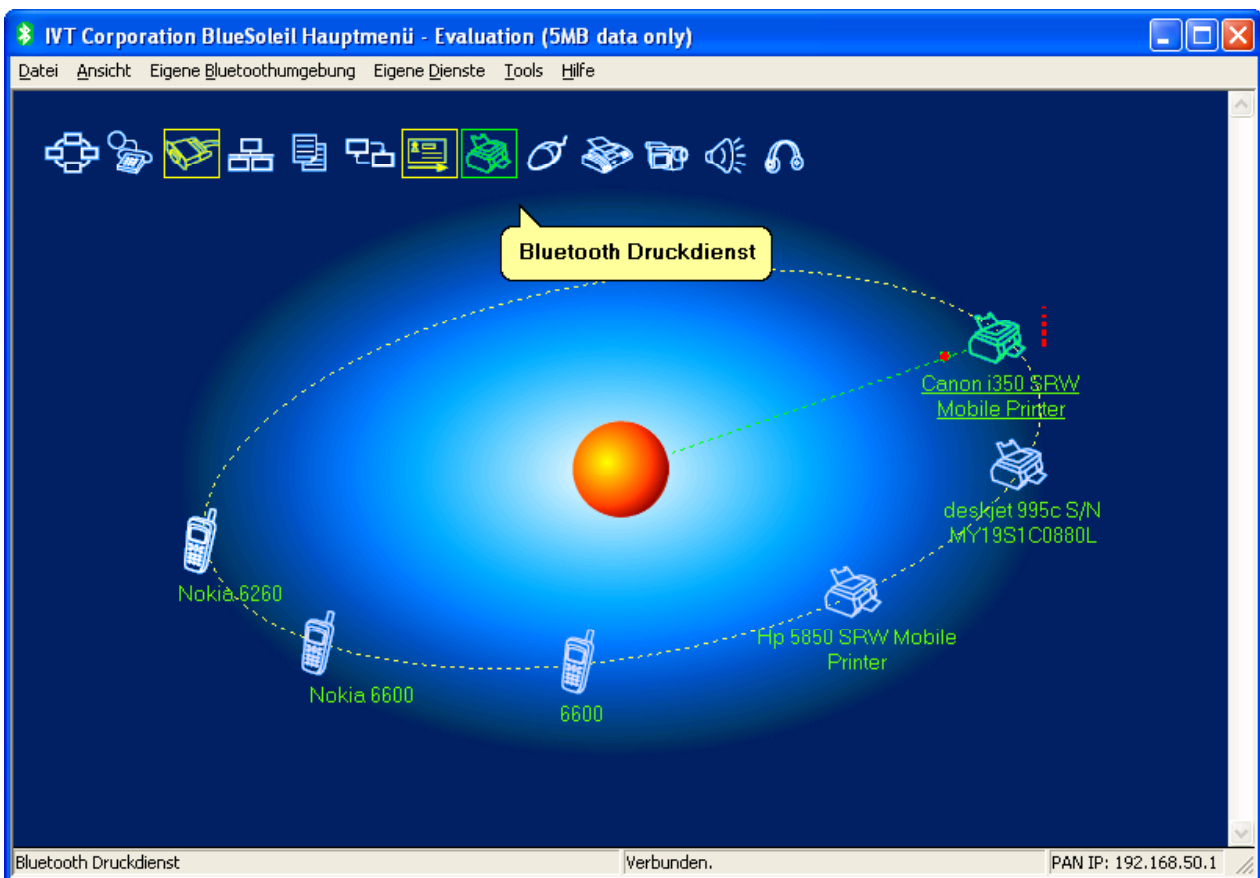 IVT Corporation BlueSoleil Hauptmenü - Evaluation (5MB data only)
Datei Ansicht Eigene Bluetoothumgebung Eigene Dienste Tools Hilfe
Bluetooth Druckdienst
Canon i350 SRW
Mobile Printer
deskjet 995c S/N
MY19S1C0880L
Nokia 6260
Hp 5850 SRW Mobile
Printer
Nokia 6600
6600
Bluetooth Druckdienst Verbunden. PAN IP: 192.168.50.1